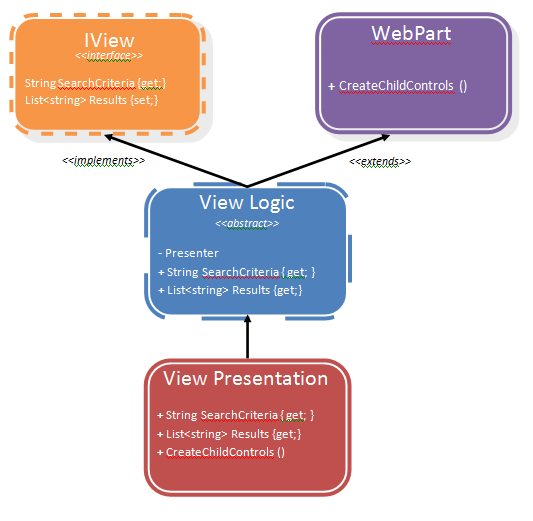 IView
<<interface>>
String SearchCriteria {get;}
List<string> Results {set;}
WebPart
+ CreateChildControls ()
<<implements>>
<<extends>>
View Logic
<<abstract>>
- Presenter
+ String SearchCriteria { get; }
+ List<string> Results {get;}
View Presentation
+ String SearchCriteria { get; }
+ List<string> Results {get;}
+ CreateChildControls ()